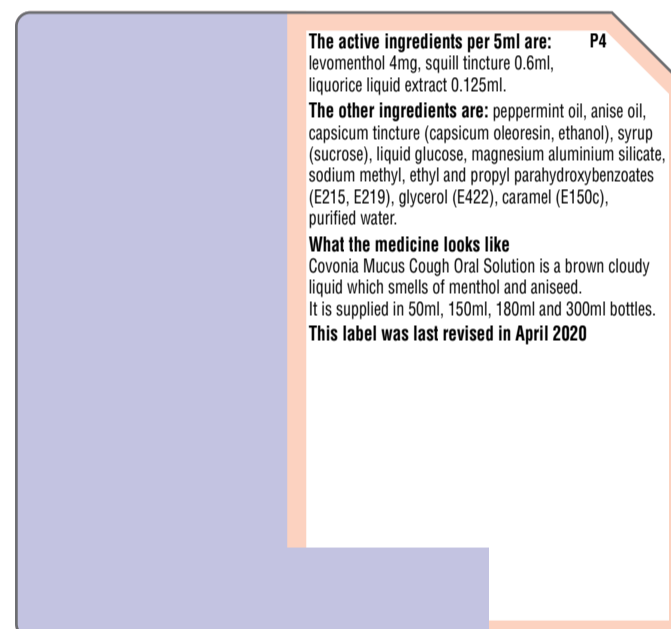 The active ingredients per 5ml are: P4
levomenthol 4mg, squill tincture 0.6ml,
liquorice liquid extract 0.125ml.
The other ingredients are: peppermint oil, anise oil,
capsicum tincture (capsicum oleoresin, ethanol), syrup
(sucrose), liquid glucose, magnesium aluminium silicate,
sodium methyl, ethyl and propyl parahydroxybenzoates
(E215, E219), glycerol (E422), caramel (E150c),
purified water.
What the medicine looks like
Covonia Mucus Cough Oral Solution is a brown cloudy
liquid which smells of menthol and aniseed.
It is supplied in 50ml, 150ml, 180ml and 300ml bottles.
This label was last revised in April 2020